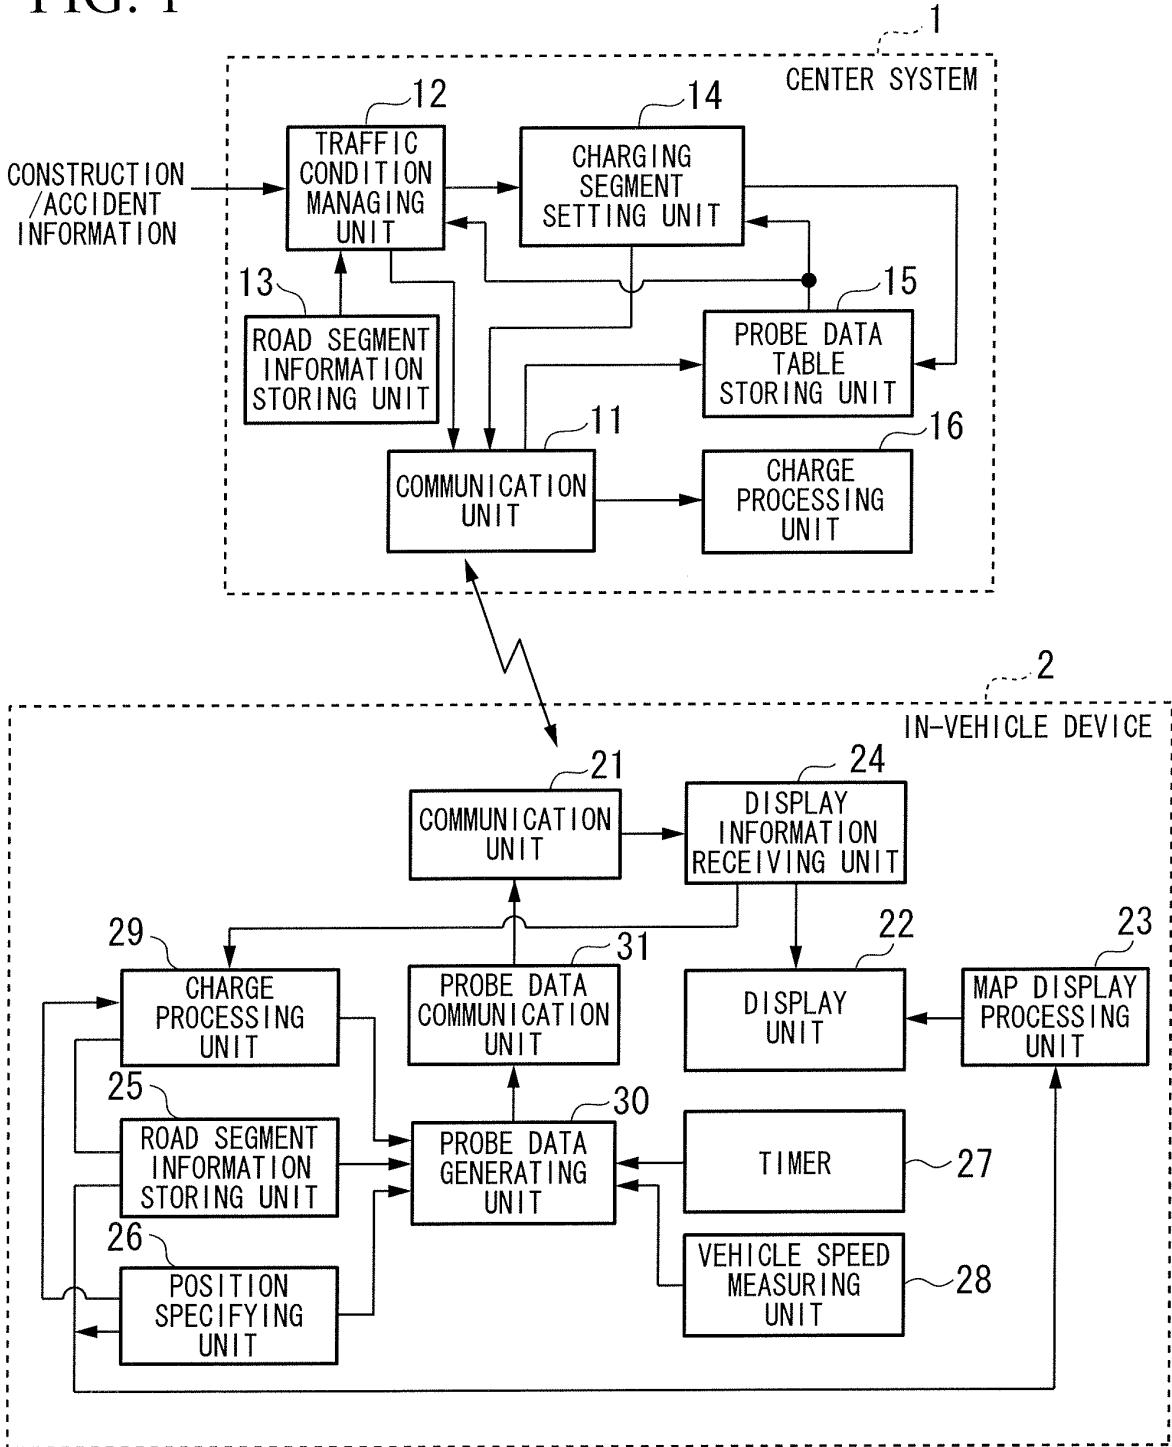 FIG. 1
1
CENTER SYSTEM
12
14
TRAFFIC
CONDITION
MANAGING
UNIT
CHARGING
SEGMENT
SETTING UNIT
CONSTRUCTION
/ACCIDENT
INFORMATION
13
15
ROAD SEGMENT
INFORMATION
STORING UNIT
PROBE DATA
TABLE
STORING UNIT
11
16
COMMUNICATION
UNIT
CHARGE
PROCESSING
UNIT
2
IN-VEHICLE DEVICE
21
24
COMMUNICATION
UNIT
DISPLAY
INFORMATION
RECEIVING UNIT
29
31
22
23
CHARGE
PROCESSING
UNIT
PROBE DATA
COMMUNICATION
UNIT
DISPLAY
UNIT
MAP DISPLAY
PROCESSING
UNIT
25
30
ROAD SEGMENT
INFORMATION
STORING UNIT
PROBE DATA
GENERATING
UNIT
TIMER
27
26
POSITION
SPECIFYING
UNIT
VEHICLE SPEED
MEASURING
UNIT
28